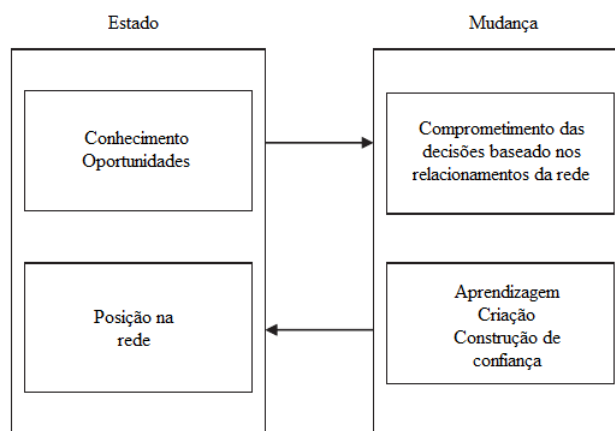 Estado
Mudança
Conhecimento
Oportunidades
Comprometimento das
decisões baseado nos
relacionamentos da rede
Posição na
rede
Aprendizagem
Criação
Construção de
confiança